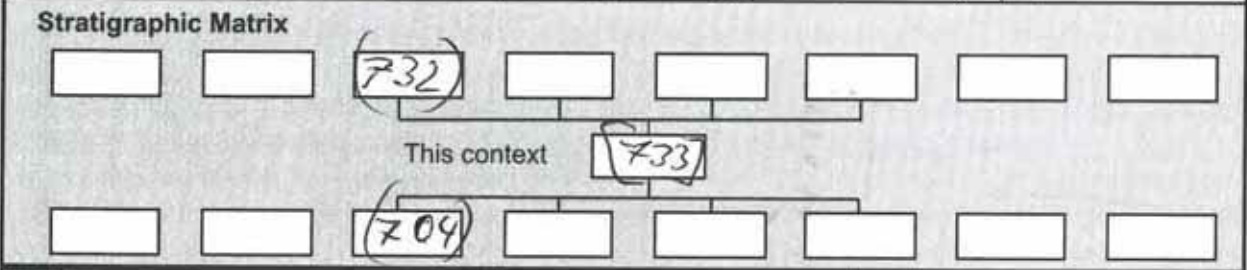 Stratigraphic Matrix
(732)
This context [733]
(704)